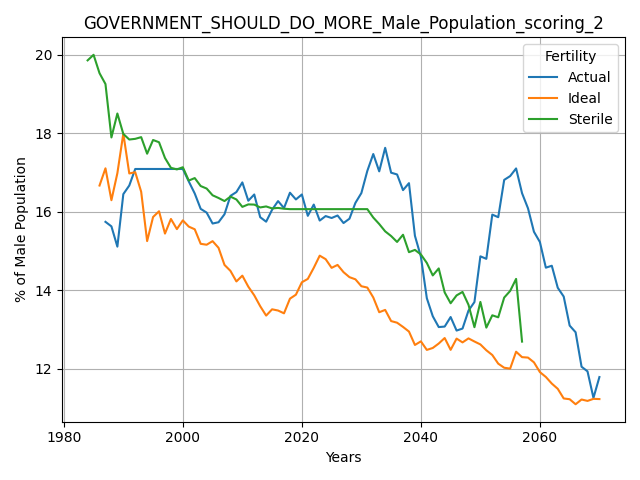 GOVERNMENT_SHOULD_DO_MORE_Male_Population_scoring_2
Fertility
Actual
Ideal
Sterile
% of Male Population
20
18
16
14
12
1980
2000
2020
2040
2060
Years